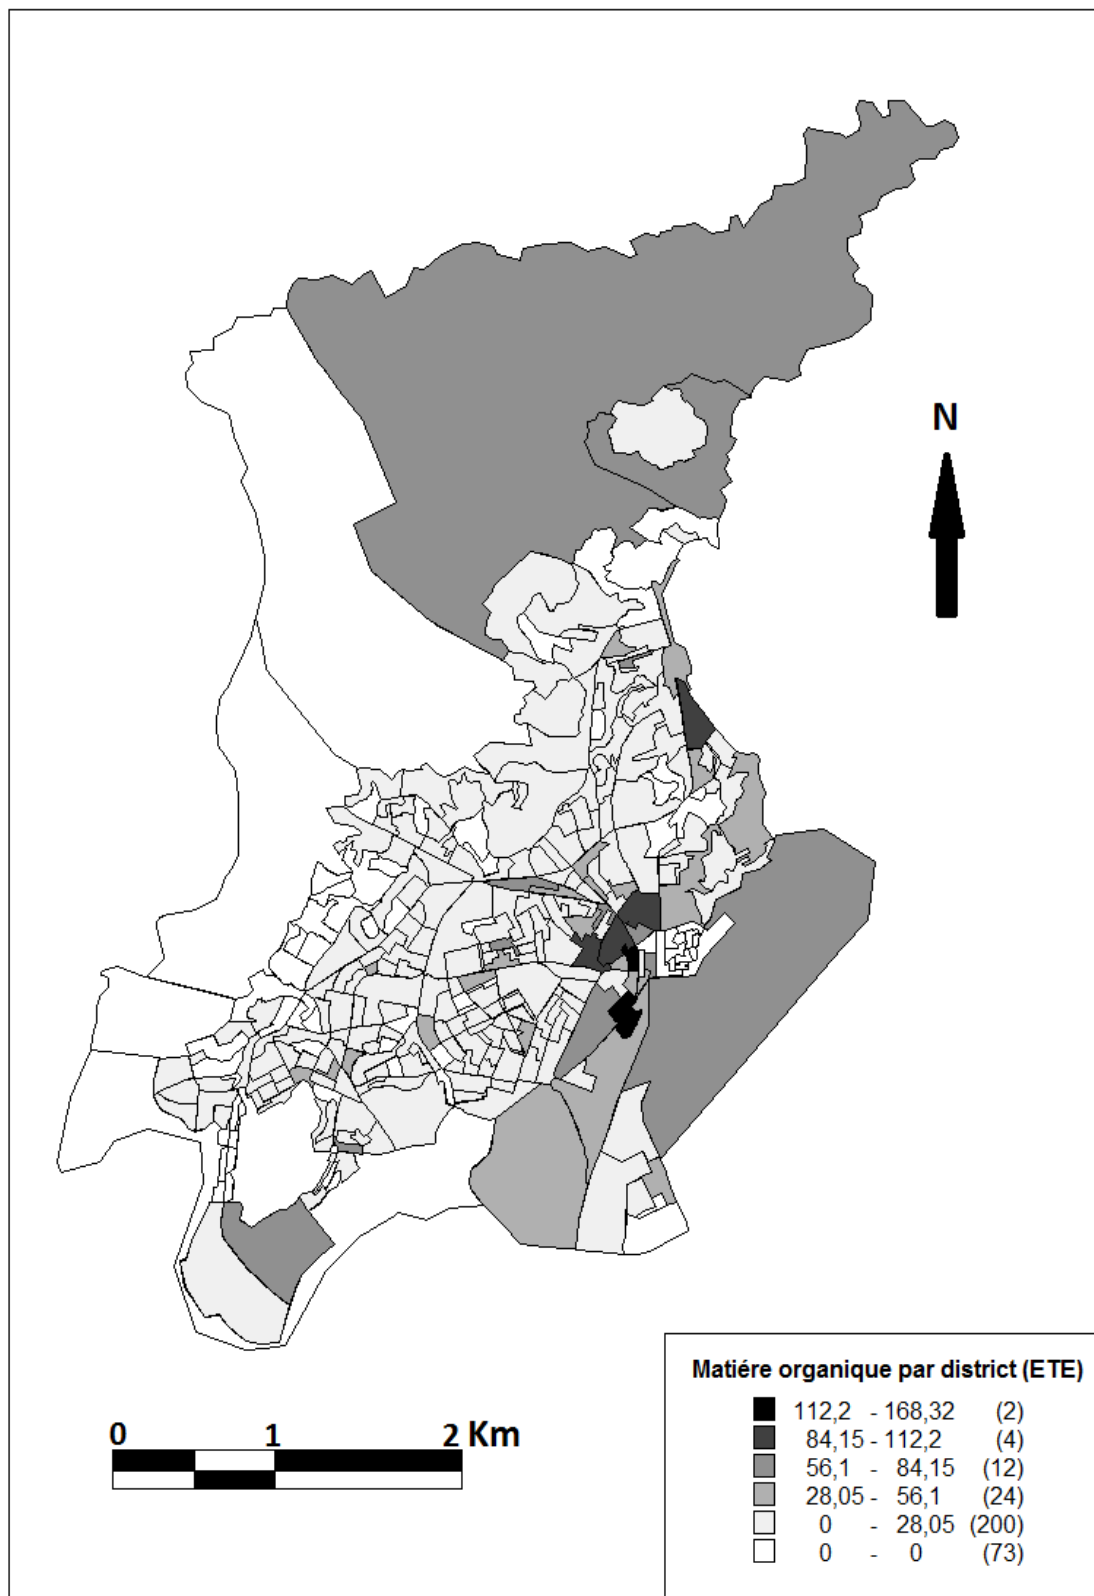 N
0 1 2 Km
Matiére organique par district (ETE)
112,2 - 168,32 (2)
84,15 - 112,2 (4)
56,1 - 84,15 (12)
28,05 - 56,1 (24)
0 - 28,05 (200)
0 - 0 (73)